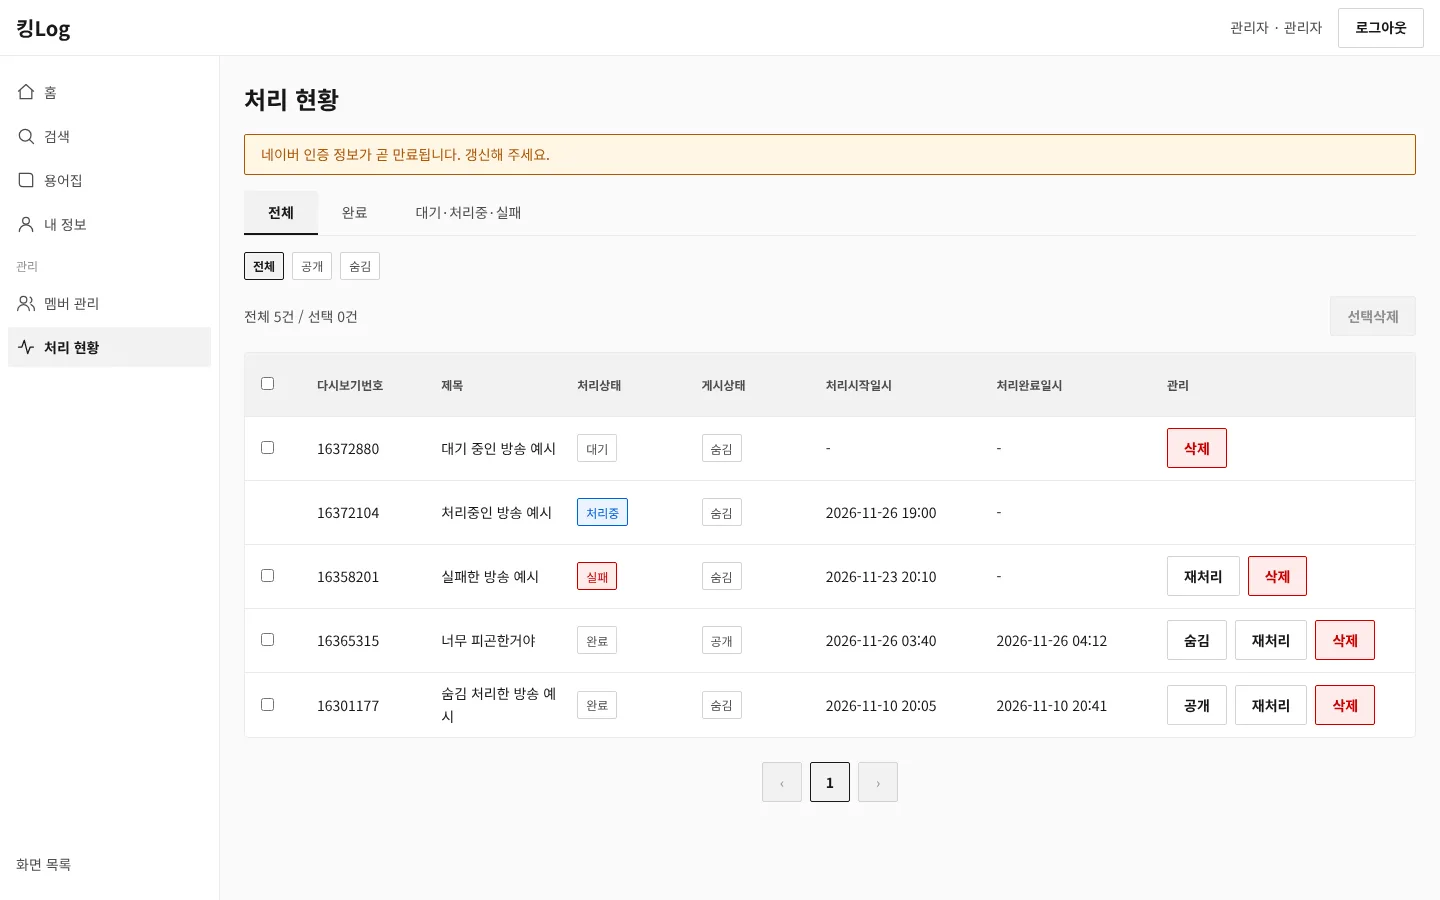 킹Log
관리자 · 관리자
로그아웃
홈
검색
용어집
내 정보
관리
멤버 관리
처리 현황
화면 목록
처리 현황
네이버 인증 정보가 곧 만료됩니다. 갱신해 주세요.
전체 완료 대기·처리중·실패
전체 공개 숨김
전체 5건 / 선택 0건
선택삭제
다시보기번호 제목 처리상태 게시상태 처리시작일시 처리완료일시 관리
16372880 대기 중인 방송 예시 대기 숨김 - - 삭제
16372104 처리중인 방송 예시 처리중 숨김 2026-11-26 19:00 -
16358201 실패한 방송 예시 실패 숨김 2026-11-23 20:10 - 재처리 삭제
16365315 너무 피곤한거야 완료 공개 2026-11-26 03:40 2026-11-26 04:12 숨김 재처리 삭제
16301177 숨김 처리한 방송 예
시 완료 숨김 2026-11-10 20:05 2026-11-10 20:41 공개 재처리 삭제
‹ 1 ›